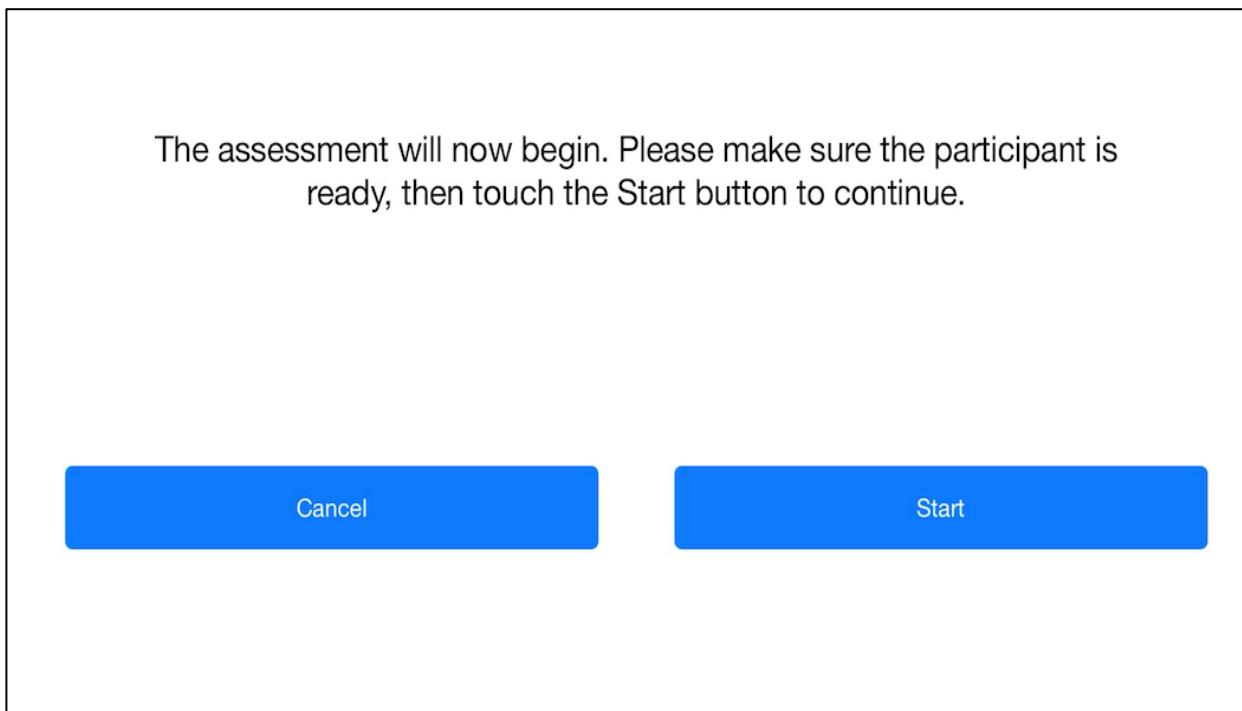 The assessment will now begin. Please make sure the participant is
ready, then touch the Start button to continue.
Cancel
Start